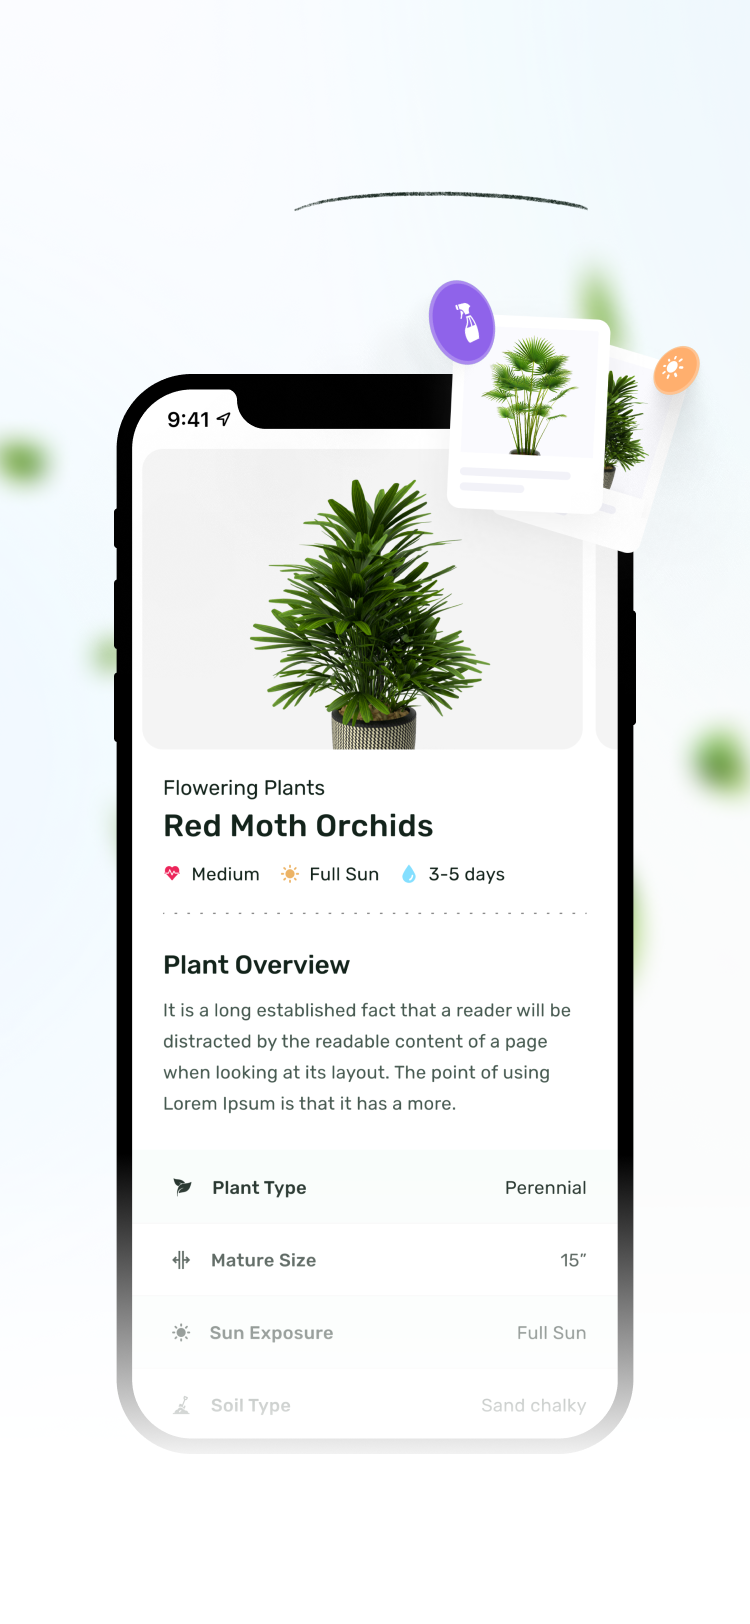 9:41
Flowering Plants
Red Moth Orchids
Medium Full Sun 3-5 days
Plant Overview
It is a long established fact that a reader will be
distracted by the readable content of a page
when looking at its layout. The point of using
Lorem Ipsum is that it has a more.
Plant Type Perennial
Mature Size 15”
Sun Exposure Full Sun
Soil Type Sand chalky